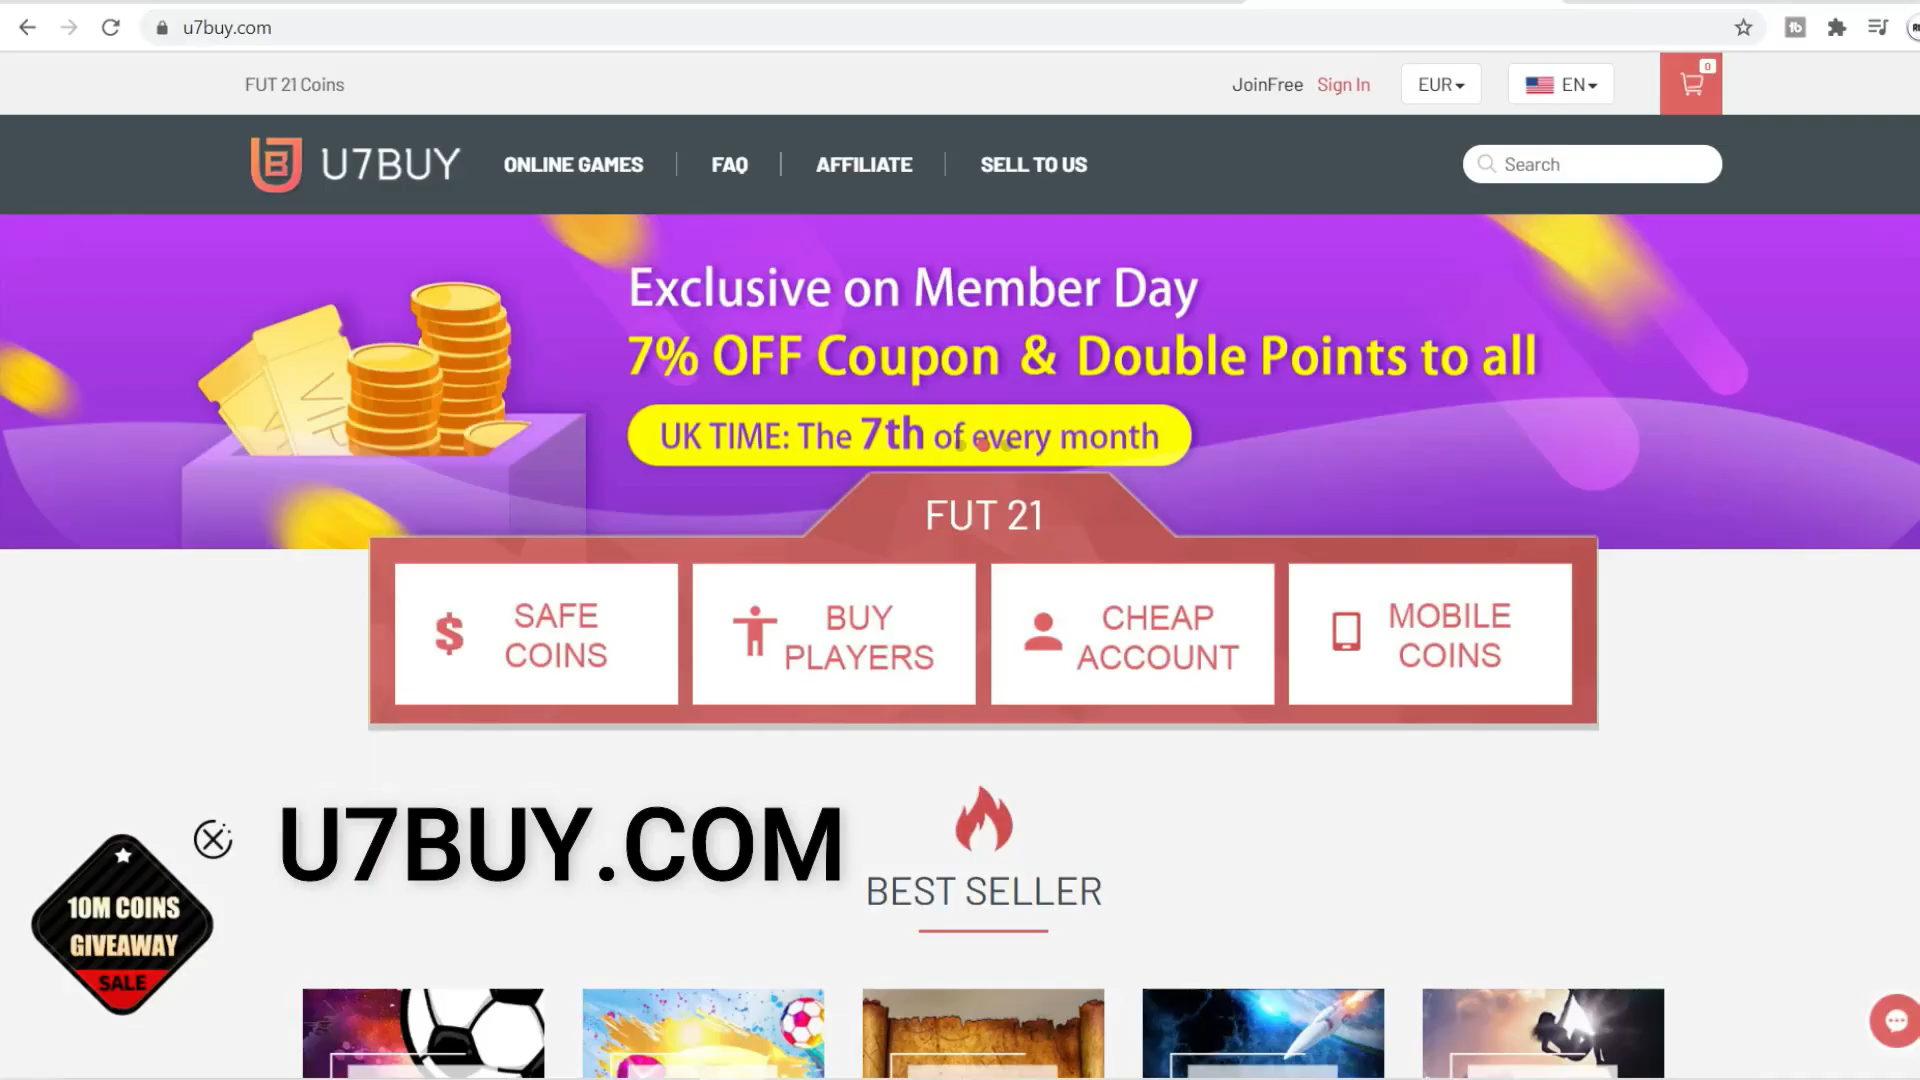 u7buy.com
FUT 21 Coins
JoinFree Sign In EUR EN 0
U7BUY ONLINE GAMES FAQ AFFILIATE SELL TO US Search
Exclusive on Member Day
7% OFF Coupon & Double Points to all
UK TIME: The 7th of every month
FUT 21
SAFE
COINS
BUY
PLAYERS
CHEAP
ACCOUNT
MOBILE
COINS
U7BUY.COM
BEST SELLER
10M COINS
GIVEAWAY
SALE